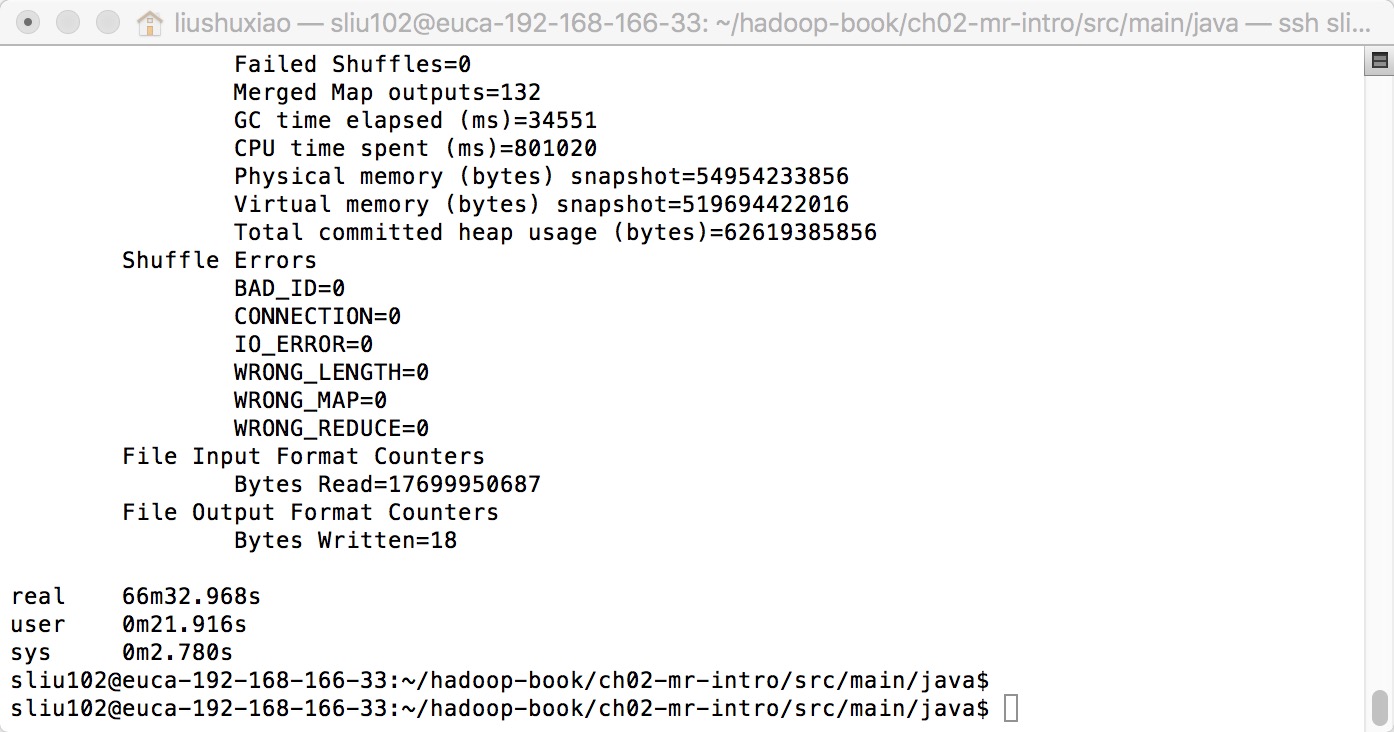 liushuxiao — sliu102@euca-192-168-166-33: ~/hadoop-book/ch02-mr-intro/src/main/java — ssh sli...
Failed Shuffles=0
Merged Map outputs=132
GC time elapsed (ms)=34551
CPU time spent (ms)=801020
Physical memory (bytes) snapshot=54954233856
Virtual memory (bytes) snapshot=519694422016
Total committed heap usage (bytes)=62619385856
Shuffle Errors
BAD_ID=0
CONNECTION=0
IO_ERROR=0
WRONG_LENGTH=0
WRONG_MAP=0
WRONG_REDUCE=0
File Input Format Counters
Bytes Read=17699950687
File Output Format Counters
Bytes Written=18
real 66m32.968s
user 0m21.916s
sys 0m2.780s
sliu102@euca-192-168-166-33:~/hadoop-book/ch02-mr-intro/src/main/java$
sliu102@euca-192-168-166-33:~/hadoop-book/ch02-mr-intro/src/main/java$